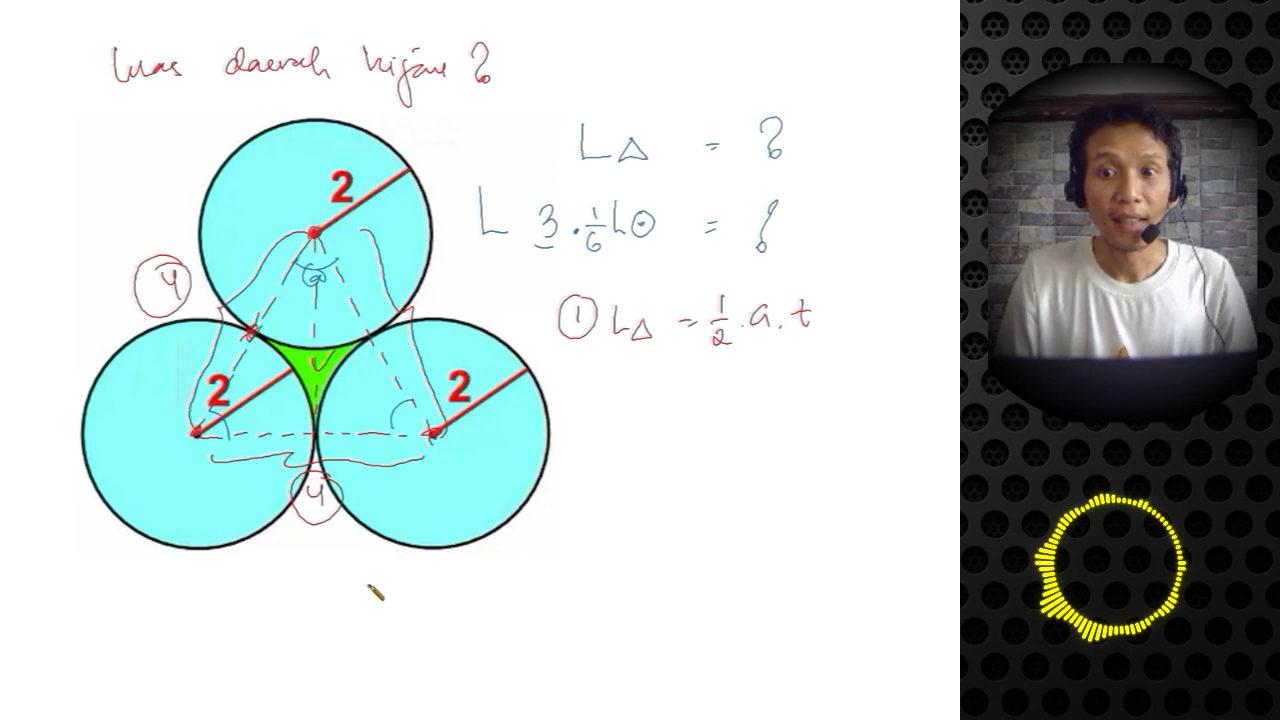 Luas daerah hijau ?
2
L△ = ?
L 3 . 1/6 L⊙ = ?
4
① L△ = 1/2 . a . t
2
2
4